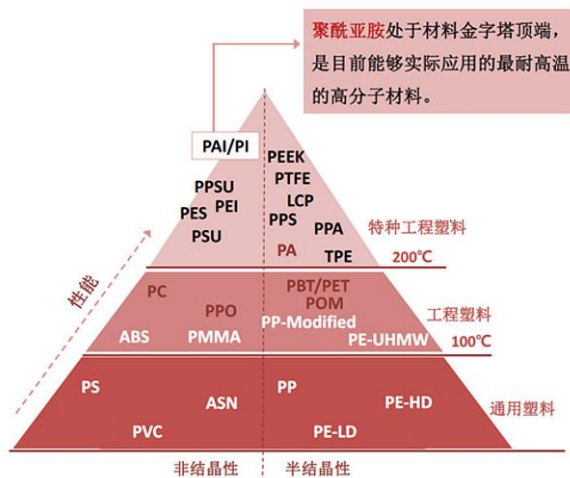 聚酰亚胺处于材料金字塔顶端，
是目前能够实际应用的最耐高温
的高分子材料。
PAI/PI
PEEK
PTFE
PPSU
LCP
PEI
PES
PPS
PPA
PSU
PA
TPE
特种工程塑料
200℃
性能
PC
PBT/PET
PPO
POM
PP-Modified
ABS
PMMA
PE-UHMW
工程塑料
100℃
PS
PP
ASN
PE-HD
通用塑料
PVC
PE-LD
非结晶性
半结晶性